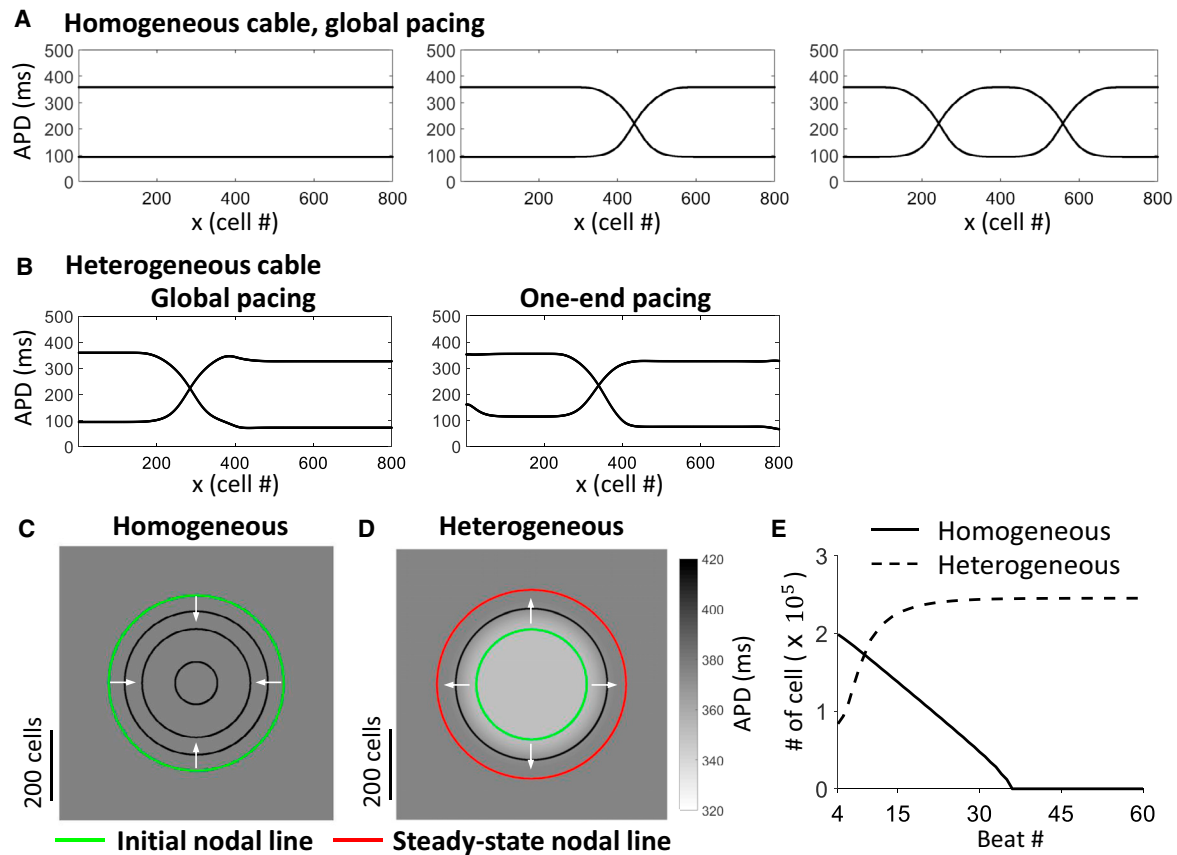 A Homogeneous cable, global pacing
500
400
300
200
100
0
APD (ms)
200 400 600 800
x (cell #)
500
400
300
200
100
0
200 400 600 800
x (cell #)
500
400
300
200
100
0
200 400 600 800
x (cell #)
B Heterogeneous cable
Global pacing
500
400
300
200
100
0
APD (ms)
200 400 600 800
x (cell #)
One-end pacing
500
400
300
200
100
0
200 400 600 800
x (cell #)
C Homogeneous
200 cells
D Heterogeneous
200 cells
420
400
380
360
340
320
APD (ms)
Initial nodal line
Steady-state nodal line
E
Homogeneous
Heterogeneous
3
2
1
0
# of cell ( x 10⁵ )
4 15 30 45 60
Beat #